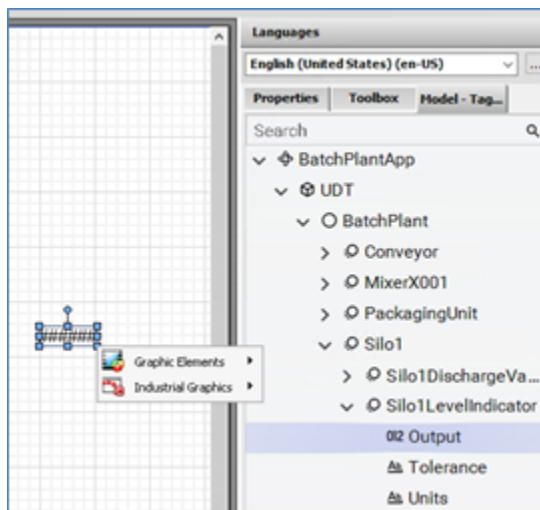 Languages
English (United States) (en-US)
...
Properties Toolbox Model - Tag...
Search
BatchPlantApp
UDT
BatchPlant
Conveyor
MixerX001
PackagingUnit
Silo1
Silo1DischargeVa...
Silo1LevelIndicator
Output
Tolerance
Units
######
Graphic Elements
Industrial Graphics